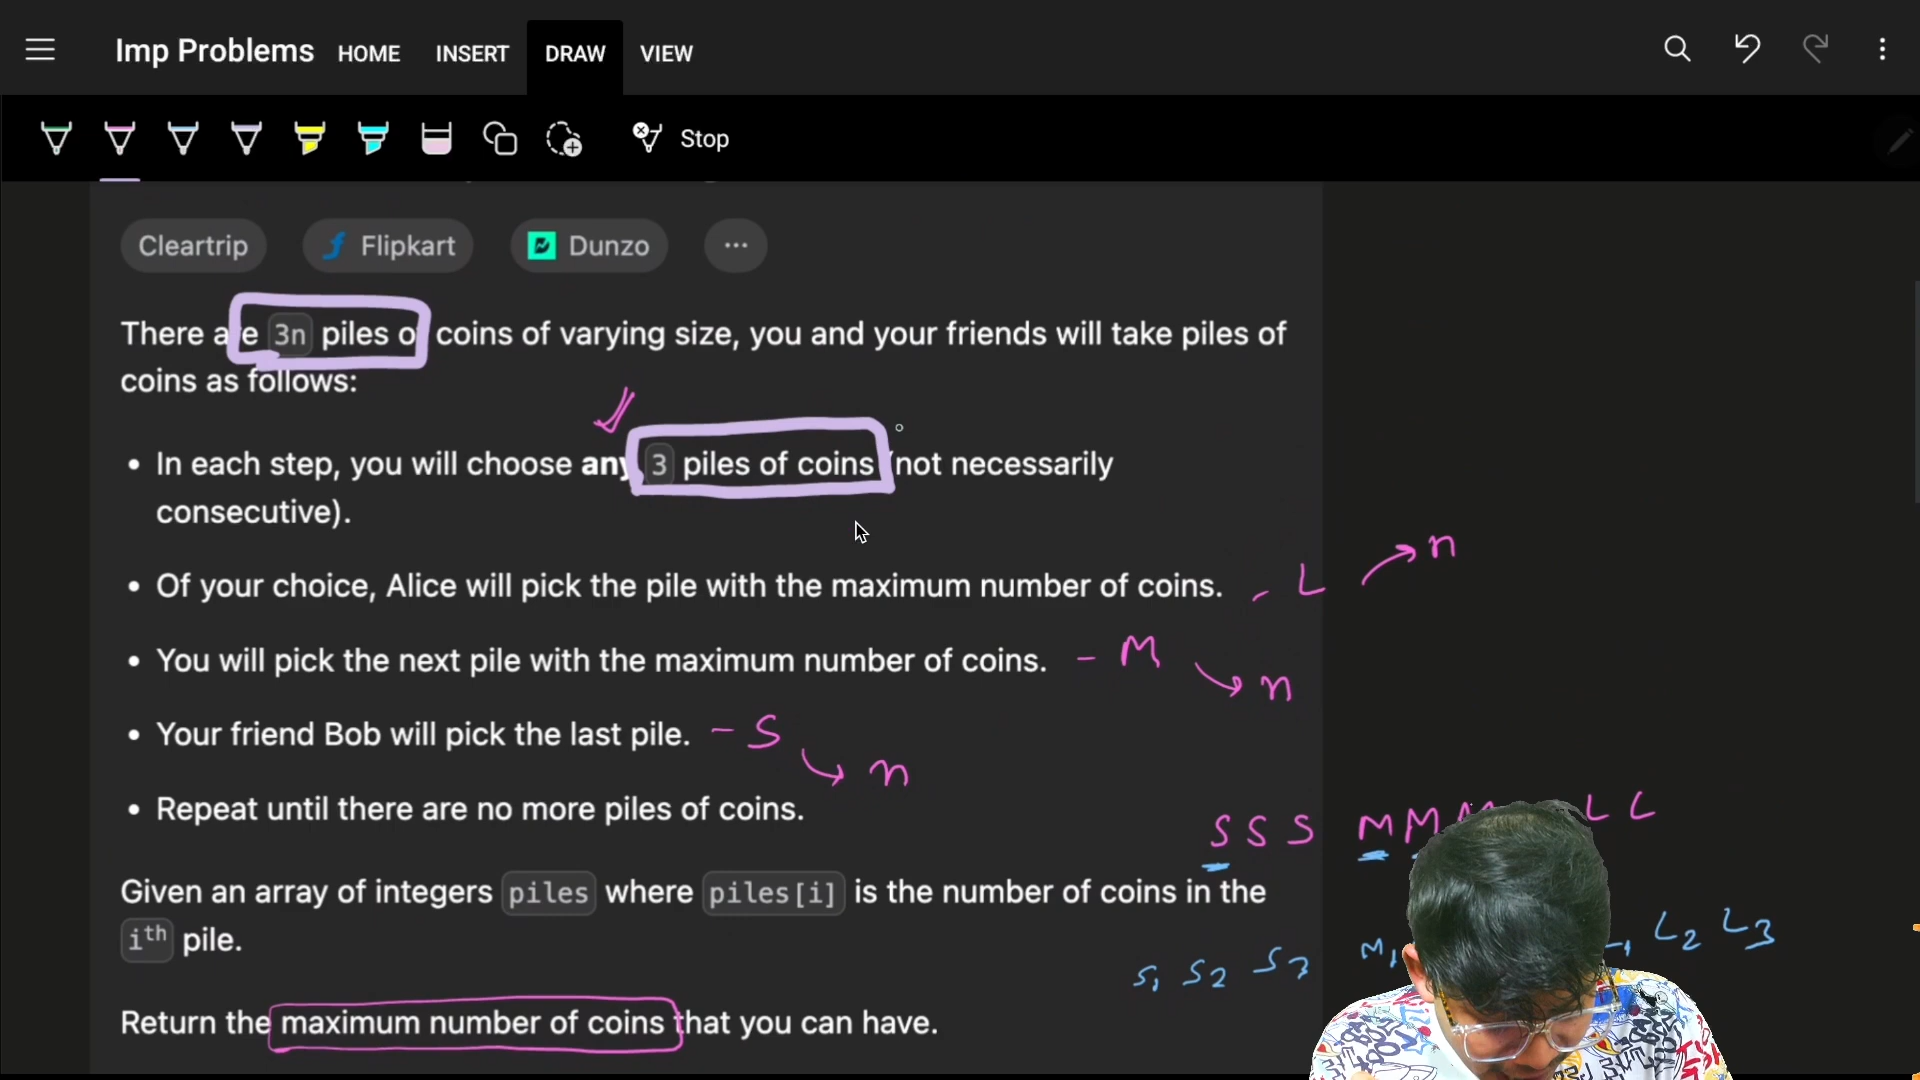 Imp Problems HOME INSERT DRAW VIEW
Stop
Cleartrip Flipkart Dunzo ...
There are 3n piles of coins of varying size, you and your friends will take piles of
coins as follows:
• In each step, you will choose any 3 piles of coins (not necessarily
consecutive).
• Of your choice, Alice will pick the pile with the maximum number of coins. - L → n
• You will pick the next pile with the maximum number of coins. - M → n
• Your friend Bob will pick the last pile. - S → n
• Repeat until there are no more piles of coins.
S S S M M M L L
Given an array of integers piles where piles[i] is the number of coins in the
ith pile.
S1 S2 S3 M1 L2 L3
Return the maximum number of coins that you can have.